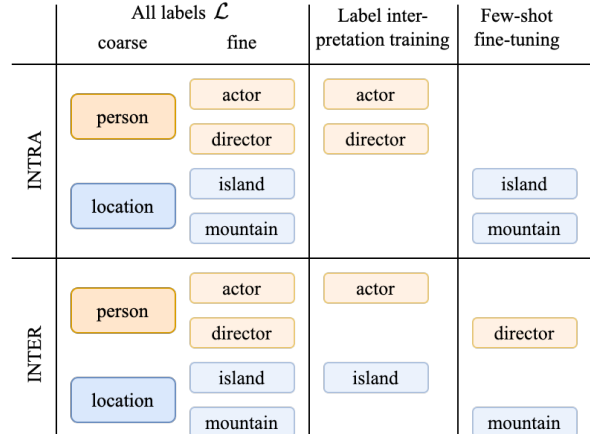 All labels ℒ
Label inter-
pretation training
Few-shot
fine-tuning
coarse
fine
INTRA
person
actor
actor
director
director
location
island
island
mountain
mountain
INTER
person
actor
actor
director
director
location
island
island
mountain
mountain